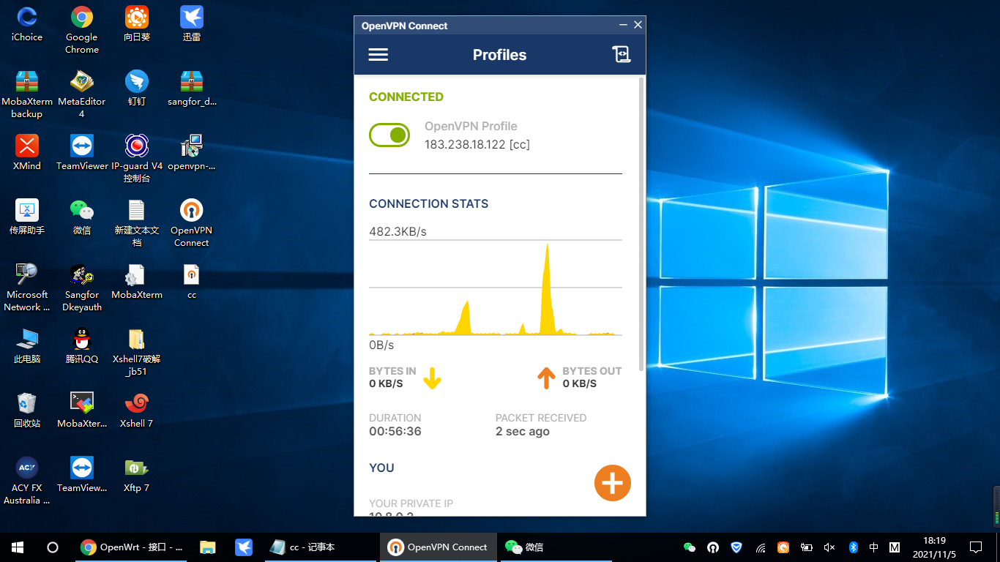 iChoice
Google
Chrome
向日葵
迅雷
MobaXterm
backup
MetaEditor
4
钉钉
sangfor_d...
XMind
TeamViewer
IP-guard V4
控制台
openvpn-...
传屏助手
微信
新建文本文
档
OpenVPN
Connect
Microsoft
Network ...
Sangfor
Dkeyauth
MobaXterm
cc
此电脑
腾讯QQ
Xshell7破解
_jb51
回收站
MobaXter...
Xshell 7
ACY
ACY FX
Australia ...
TeamView...
Xftp 7
OpenVPN Connect
Profiles
CONNECTED
OpenVPN Profile
183.238.18.122 [cc]
CONNECTION STATS
482.3KB/s
0B/s
BYTES IN
0 KB/S
BYTES OUT
0 KB/S
DURATION
00:56:36
PACKET RECEIVED
2 sec ago
YOU
YOUR PRIVATE IP
OpenWrt - 接口 - ...
cc - 记事本
OpenVPN Connect
微信
中
M
18:19
2021/11/5